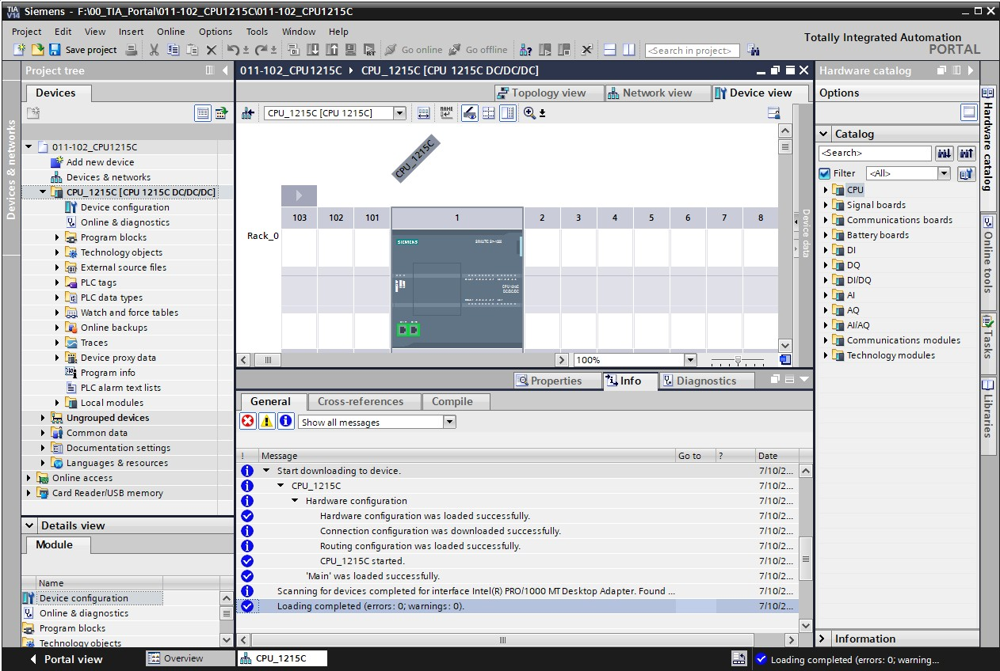 TIA V14 Siemens - F:\00_TIA_Portal\011-102_CPU1215C\011-102_CPU1215C
Project Edit View Insert Online Options Tools Window Help
Totally Integrated Automation
PORTAL
Save project Go online Go offline <Search in project>
Project tree
Devices
Devices & networks
011-102_CPU1215C
Add new device
Devices & networks
CPU_1215C [CPU 1215C DC/DC/DC]
Device configuration
Online & diagnostics
Program blocks
Technology objects
External source files
PLC tags
PLC data types
Watch and force tables
Online backups
Traces
Device proxy data
Program info
PLC alarm text lists
Local modules
Ungrouped devices
Common data
Documentation settings
Languages & resources
Online access
Card Reader/USB memory
Details view
Module
Name
Device configuration
Online & diagnostics
Program blocks
Technology objects
011-102_CPU1215C CPU_1215C [CPU 1215C DC/DC/DC]
Topology view Network view Device view
CPU_1215C [CPU 1215C]
NAME
CPU_1215C
103 102 101 1 2 3 4 5 6 7 8
Rack_0
SIEMENS
100%
Device data
Properties Info Diagnostics
General Cross-references Compile
Show all messages
! Message Go to ? Date
Start downloading to device. 7/10/2...
CPU_1215C 7/10/2...
Hardware configuration 7/10/2...
Hardware configuration was loaded successfully. 7/10/2...
Connection configuration was downloaded successfully. 7/10/2...
Routing configuration was loaded successfully. 7/10/2...
CPU_1215C started. 7/10/2...
'Main' was loaded successfully. 7/10/2...
Scanning for devices completed for interface Intel(R) PRO/1000 MT Desktop Adapter. Found ... 7/10/2...
Loading completed (errors: 0; warnings: 0). 7/10/2...
Hardware catalog
Options
Catalog
<Search>
Filter <All>
CPU
Signal boards
Communications boards
Battery boards
DI
DQ
DI/DQ
AI
AQ
AI/AQ
Communications modules
Technology modules
Information
Hardware catalog
Online tools
Tasks
Libraries
Portal view Overview CPU_1215C Loading completed (errors: 0; warning...